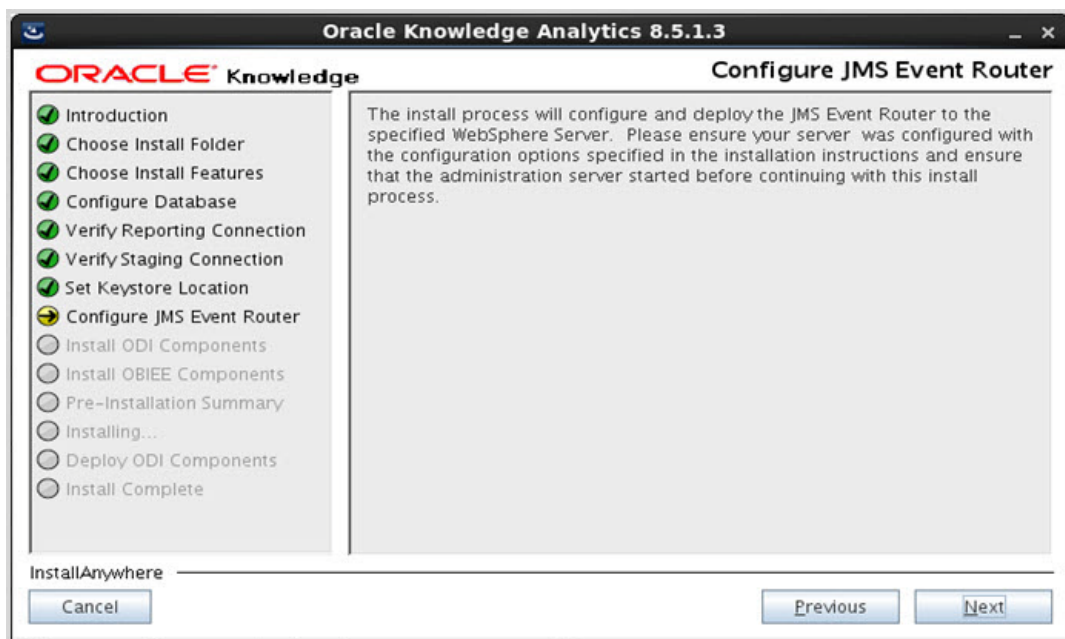 Oracle Knowledge Analytics 8.5.1.3
ORACLE® Knowledge
Configure JMS Event Router
Introduction
Choose Install Folder
Choose Install Features
Configure Database
Verify Reporting Connection
Verify Staging Connection
Set Keystore Location
Configure JMS Event Router
Install ODI Components
Install OBIEE Components
Pre-Installation Summary
Installing...
Deploy ODI Components
Install Complete
The install process will configure and deploy the JMS Event Router to the
specified WebSphere Server. Please ensure your server was configured with
the configuration options specified in the installation instructions and ensure
that the administration server started before continuing with this install
process.
InstallAnywhere
Cancel
Previous
Next